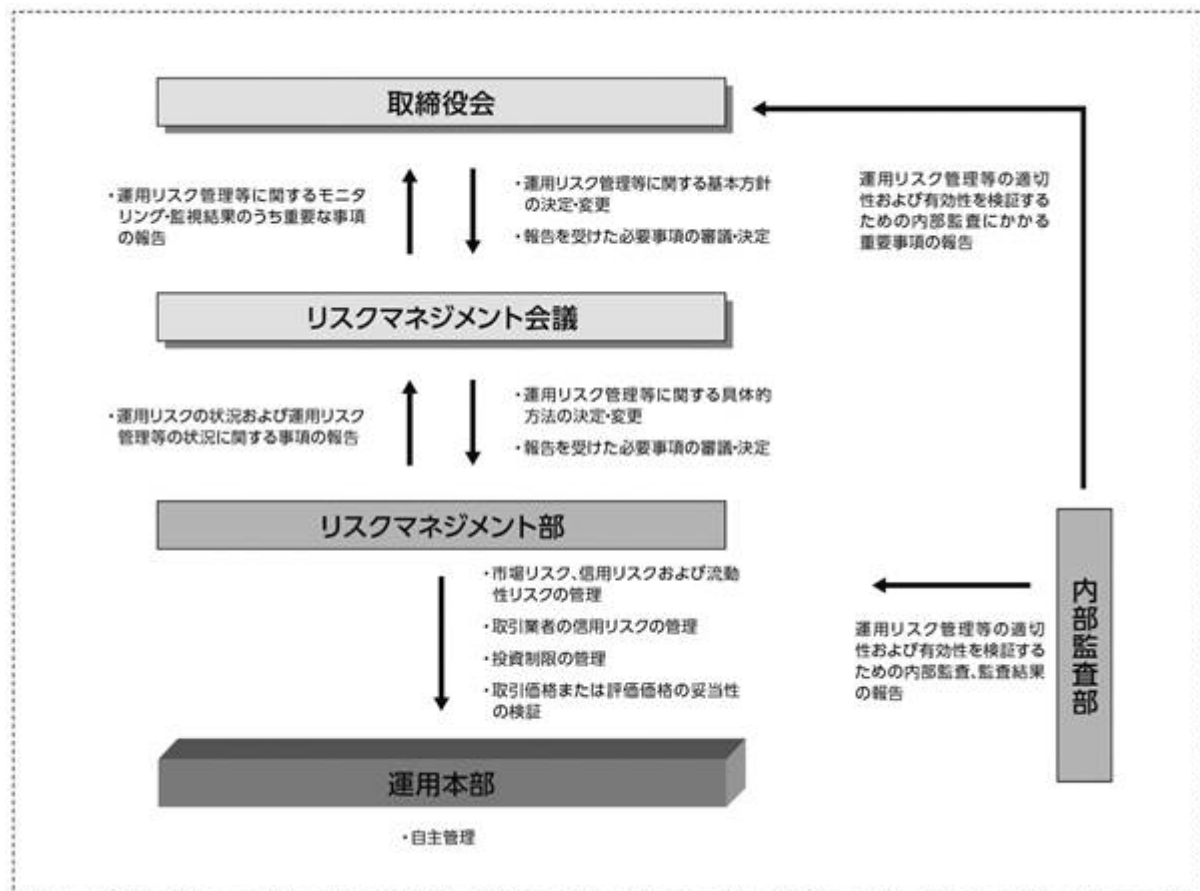 取締役会
・運用リスク管理等に関するモニタ
リング・監視結果のうち重要な事項
の報告
・運用リスク管理等に関する基本方針
の決定・変更
・報告を受けた必要事項の審議・決定
運用リスク管理等の適切
性および有効性を検証する
ための内部監査にかかる
重要事項の報告
リスクマネジメント会議
・運用リスクの状況および運用リスク
管理等の状況に関する事項の報告
・運用リスク管理等に関する具体的
方法の決定・変更
・報告を受けた必要事項の審議・決定
リスクマネジメント部
・市場リスク、信用リスクおよび流動
性リスクの管理
・取引業者の信用リスクの管理
・投資制限の管理
・取引価格または評価価格の妥当性
の検証
運用リスク管理等の適切
性および有効性を検証する
ための内部監査、監査結果
の報告
内部監査部
運用本部
・自主管理